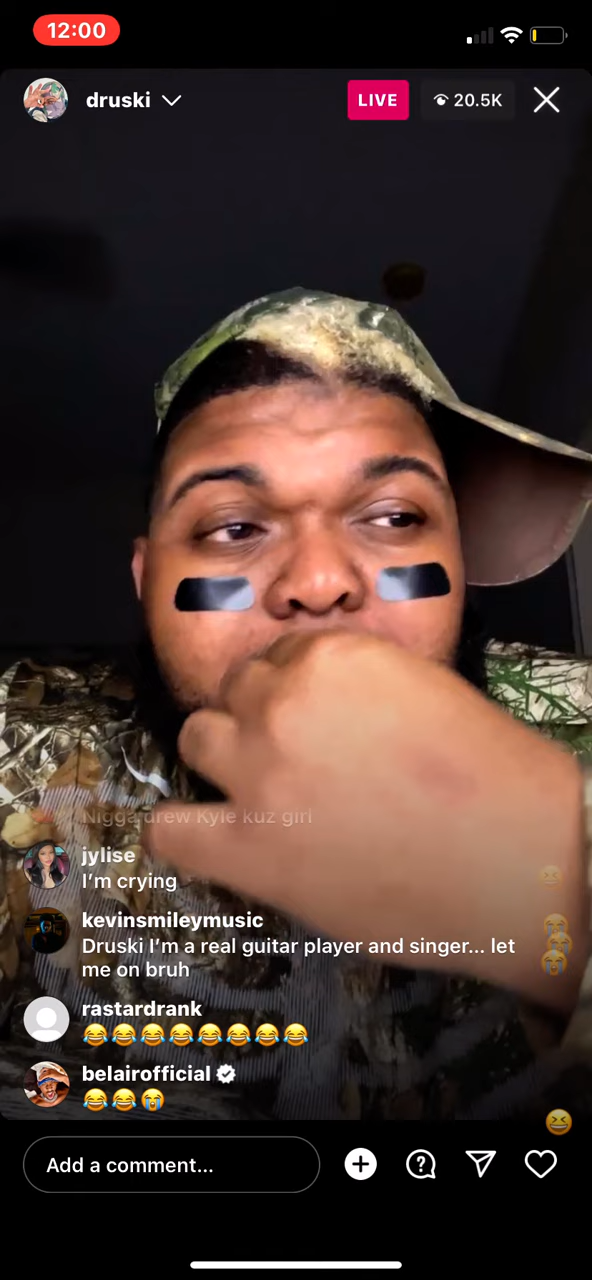 12:00
druski
LIVE
20.5K
Nigga drew Kyle kuz girl
jylise
I'm crying
kevinsmileymusic
Druski I'm a real guitar player and singer... let
me on bruh
rastardrank
😂😂😂😂😂😂😂😂
belairofficial
😂😂😭
Add a comment...